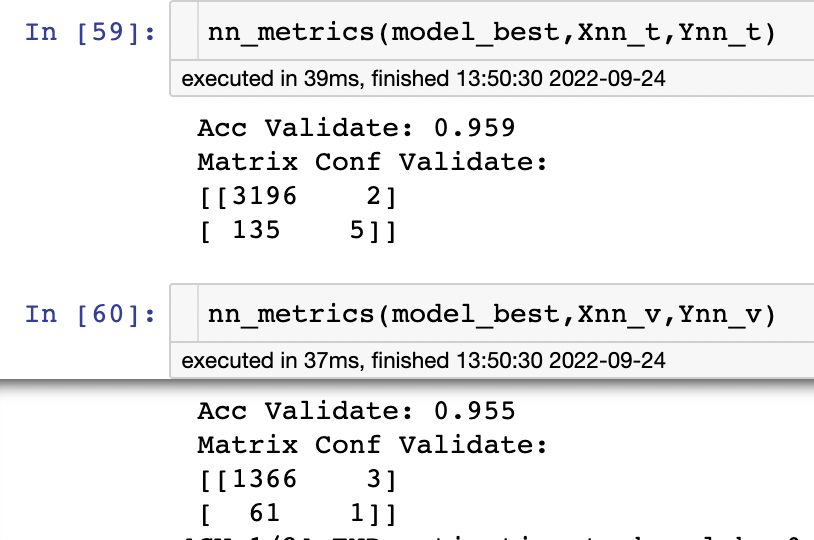 In [59]:
nn_metrics(model_best,Xnn_t,Ynn_t)
executed in 39ms, finished 13:50:30 2022-09-24
Acc Validate: 0.959
Matrix Conf Validate:
[[3196    2]
[ 135    5]]
In [60]:
nn_metrics(model_best,Xnn_v,Ynn_v)
executed in 37ms, finished 13:50:30 2022-09-24
Acc Validate: 0.955
Matrix Conf Validate:
[[1366    3]
[  61    1]]